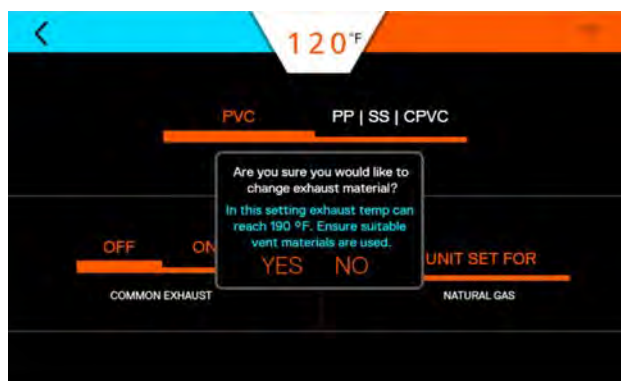 120°F
PVC PP | SS | CPVC
Are you sure you would like to
change exhaust material?
In this setting exhaust temp can
reach 190 ºF. Ensure suitable
vent materials are used.
YES NO
OFF ON
UNIT SET FOR
COMMON EXHAUST
NATURAL GAS